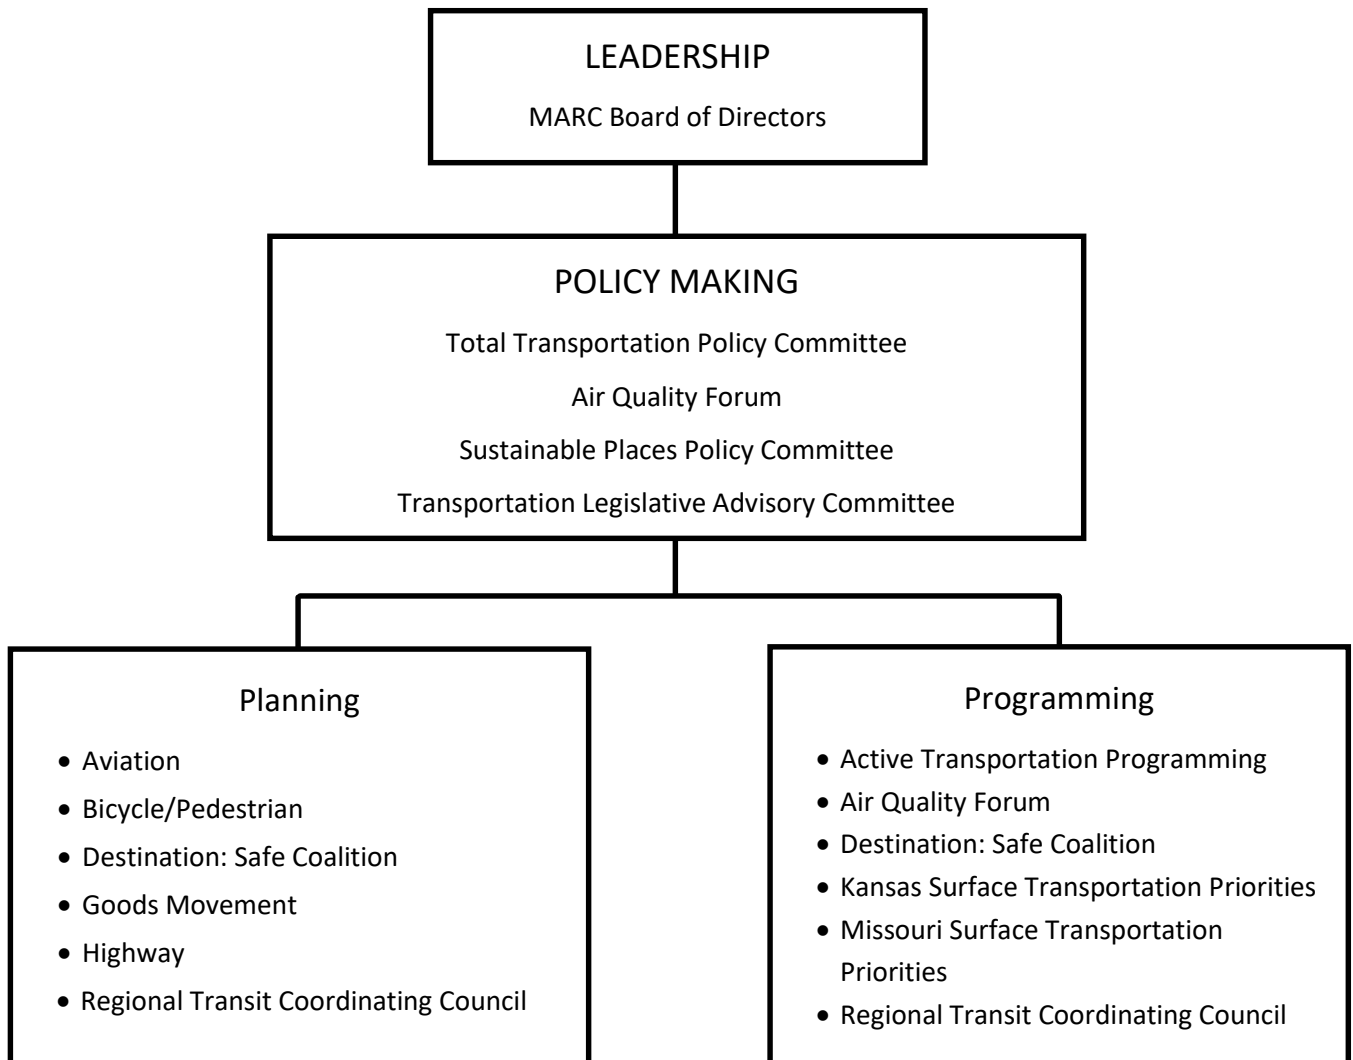 LEADERSHIP
MARC Board of Directors
POLICY MAKING
Total Transportation Policy Committee
Air Quality Forum
Sustainable Places Policy Committee
Transportation Legislative Advisory Committee
Planning
• Aviation
• Bicycle/Pedestrian
• Destination: Safe Coalition
• Goods Movement
• Highway
• Regional Transit Coordinating Council
Programming
• Active Transportation Programming
• Air Quality Forum
• Destination: Safe Coalition
• Kansas Surface Transportation Priorities
• Missouri Surface Transportation
Priorities
• Regional Transit Coordinating Council